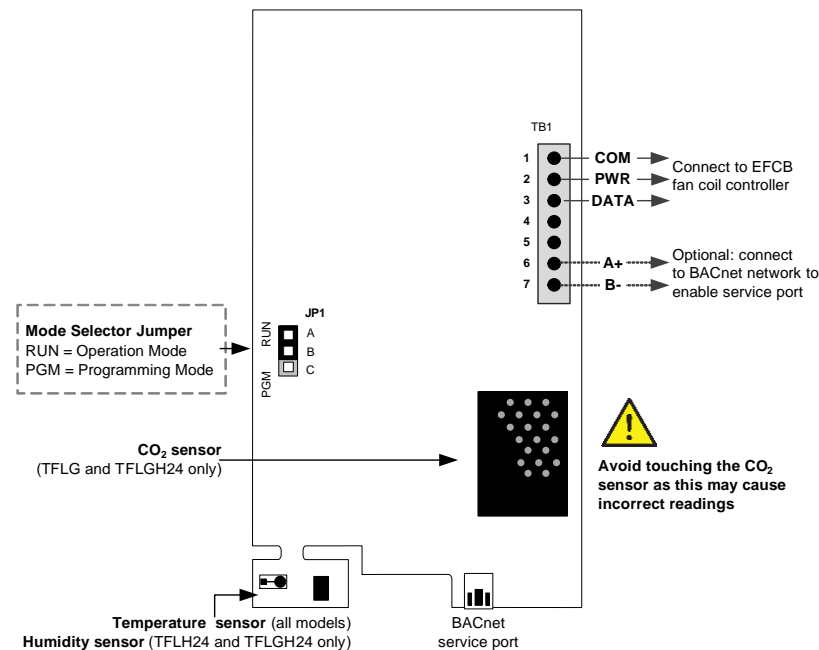 TB1
1
2
3
4
5
6
7
COM
PWR
DATA
A+
B-
Connect to EFCB
fan coil controller
Optional: connect
to BACnet network to
enable service port
Mode Selector Jumper
RUN = Operation Mode
PGM = Programming Mode
JP1
RUN
PGM
A
B
C
CO₂ sensor
(TFLG and TFLGH24 only)
Avoid touching the CO₂
sensor as this may cause
incorrect readings
Temperature sensor (all models)
Humidity sensor (TFLH24 and TFLGH24 only)
BACnet
service port